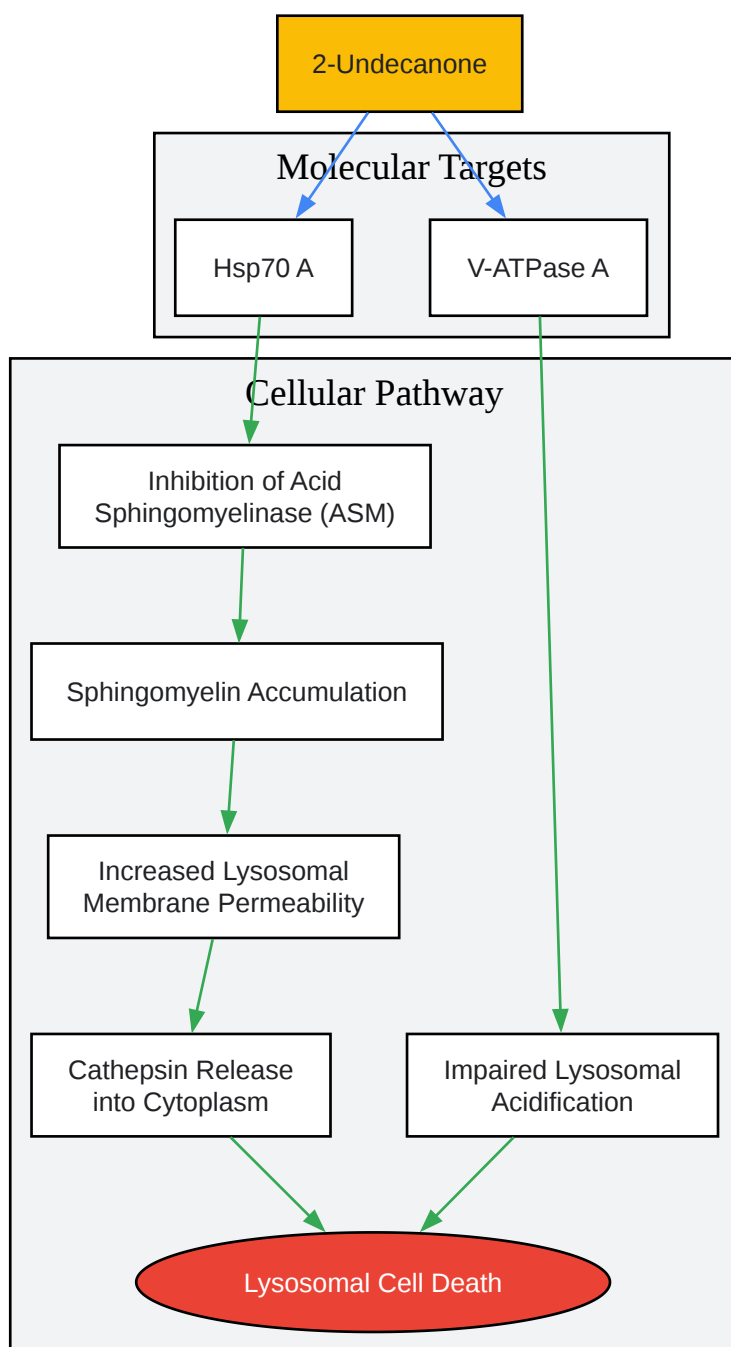 2-Undecanone
Molecular Targets
Hsp70 A
V-ATPase A
Cellular Pathway
Inhibition of Acid
Sphingomyelinase (ASM)
Sphingomyelin Accumulation
Increased Lysosomal
Membrane Permeability
Cathepsin Release
into Cytoplasm
Impaired Lysosomal
Acidification
Lysosomal Cell Death